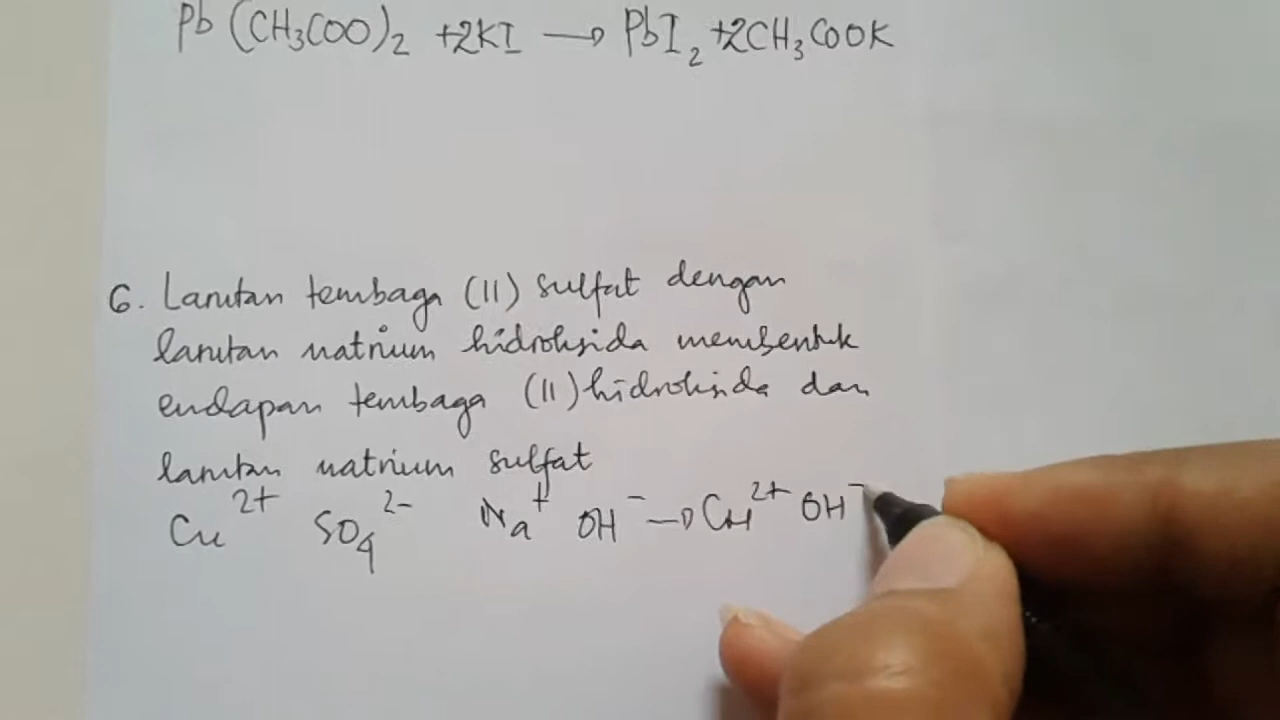 Pb (CH₃COO)₂ +2KI → PbI₂ +2CH₃COOK
6. Larutan tembaga (II) sulfat dengan
larutan natrium hidroksida membentuk
endapan tembaga (II) hidroksida dan
larutan natrium sulfat
Cu²⁺ SO₄²⁻ Na⁺ OH⁻ → Cu²⁺ OH⁻